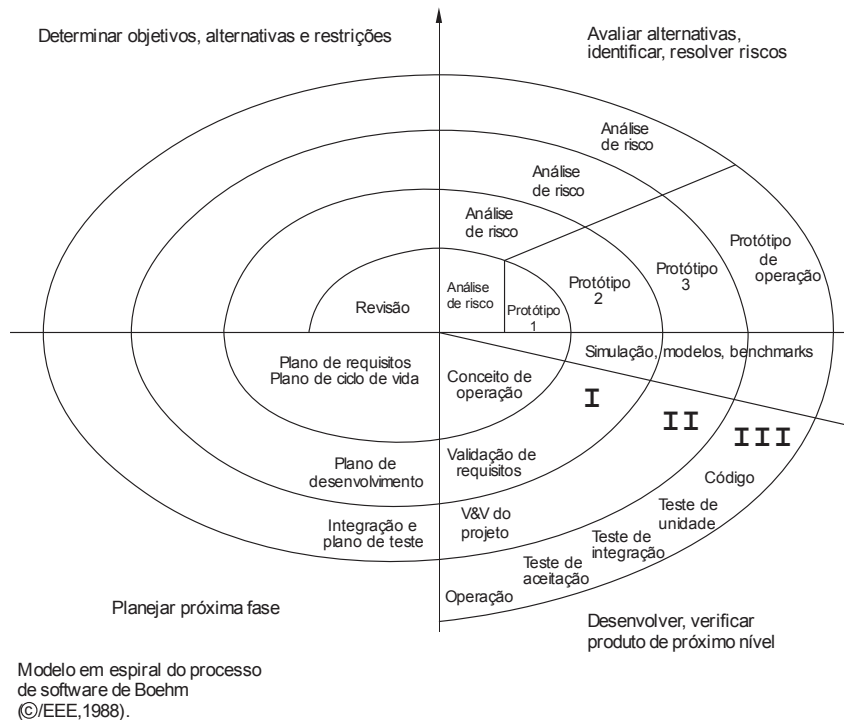 Determinar objetivos, alternativas e restrições
Avaliar alternativas,
identificar, resolver riscos
Análise
de risco
Análise
de risco
Análise
de risco
Protótipo
de
operação
Protótipo
3
Protótipo
2
Análise
de risco
Protótipo
1
Revisão
Simulação, modelos, benchmarks
Plano de requisitos
Plano de ciclo de vida
Conceito de
operação
I
II
III
Plano de
desenvolvimento
Validação de
requisitos
Código
Teste de
unidade
Integração e
plano de teste
V&V do
projeto
Teste de
integração
Teste de
aceitação
Operação
Planejar próxima fase
Desenvolver, verificar
produto de próximo nível
Modelo em espiral do processo
de software de Boehm
(©/EEE,1988).